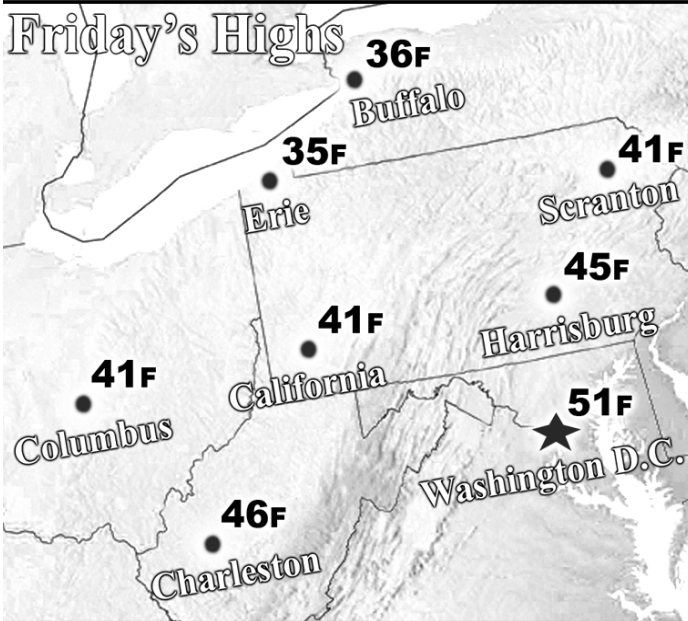 Friday's Highs
36F
Buffalo
35F
Erie
41F
Scranton
45F
Harrisburg
41F
California
41F
Columbus
51F
Washington D.C.
46F
Charleston